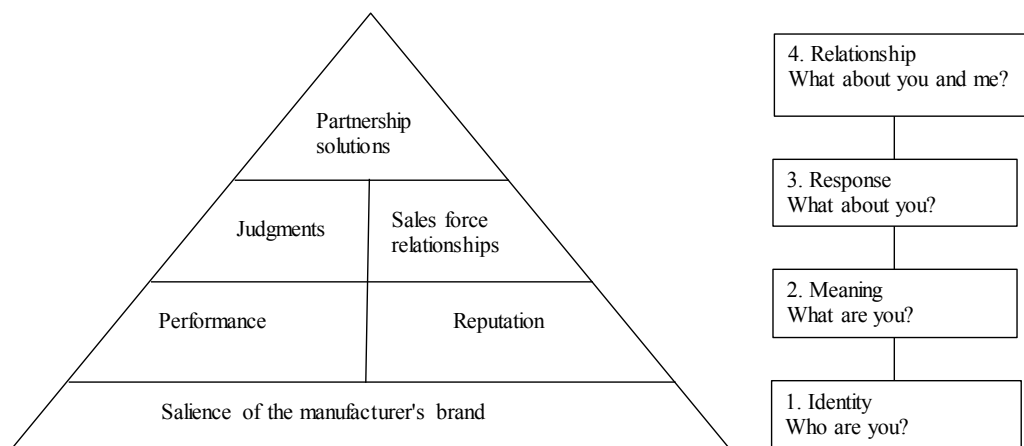 Partnership
solutions
Judgments
Sales force
relationships
Performance
Reputation
Salience of the manufacturer's brand
4. Relationship
What about you and me?
3. Response
What about you?
2. Meaning
What are you?
1. Identity
Who are you?